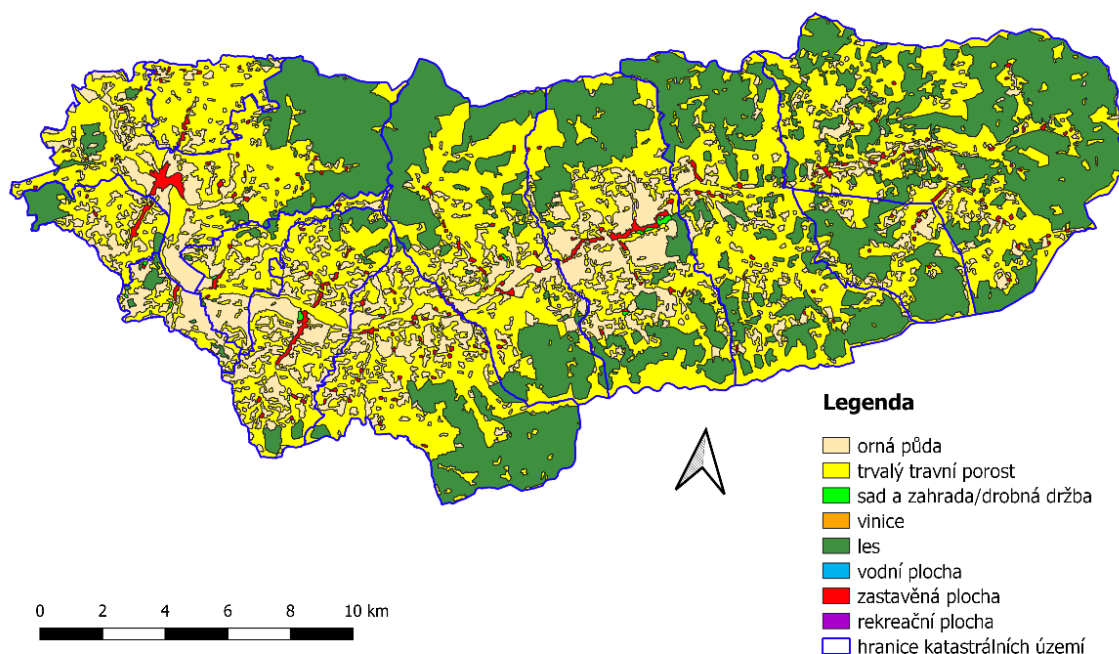 Legenda
orná půda
trvalý travní porost
sad a zahrada/drobná držba
vinice
les
vodní plocha
zastavěná plocha
rekreační plocha
hranice katastrálních území
0 2 4 6 8 10 km